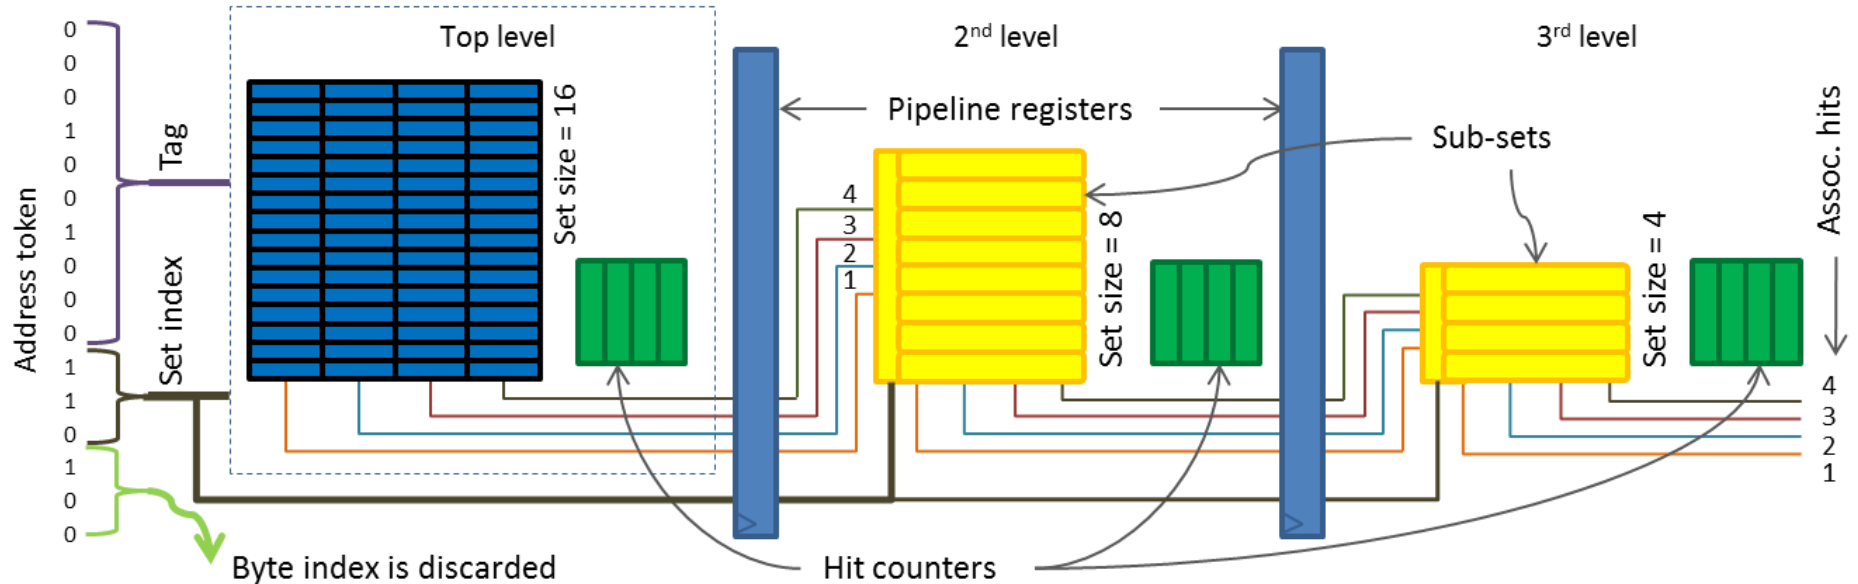 Address token
0
0
0
1
0
0
1
0
0
0
1
1
0
1
0
0
Tag
Set index
Byte index is discarded
Top level
Set size = 16
Pipeline registers
2nd level
4
3
2
1
Set size = 8
Sub-sets
3rd level
Set size = 4
Hit counters
Assoc. hits
4
3
2
1